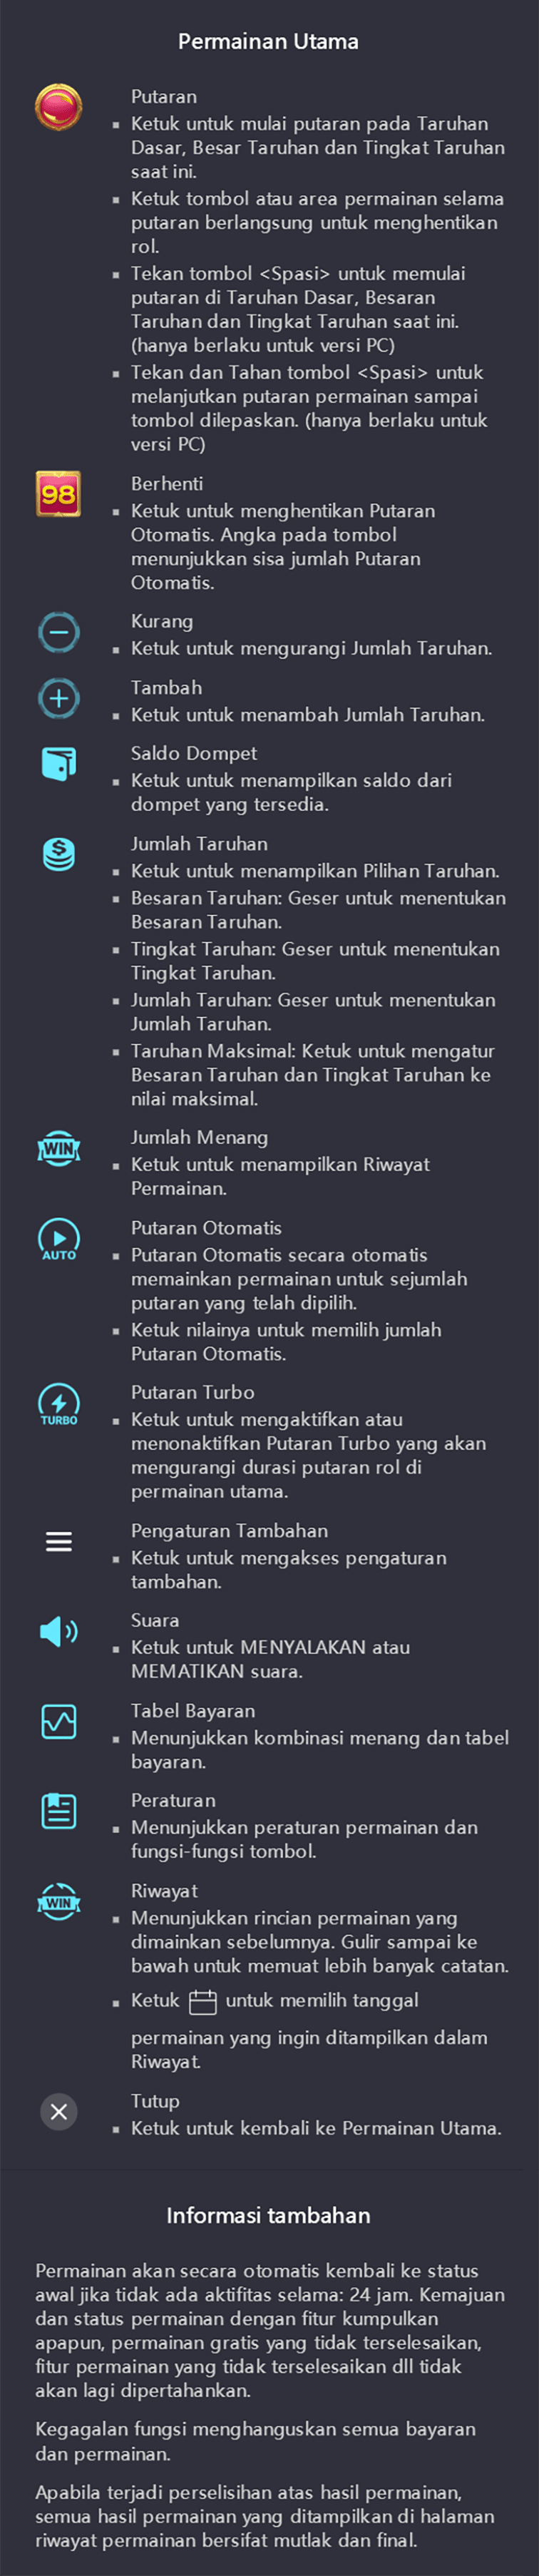 Permainan Utama
Putaran
▪ Ketuk untuk mulai putaran pada Taruhan
Dasar, Besar Taruhan dan Tingkat Taruhan
saat ini.
▪ Ketuk tombol atau area permainan selama
putaran berlangsung untuk menghentikan
rol.
▪ Tekan tombol <Spasi> untuk memulai
putaran di Taruhan Dasar, Besaran
Taruhan dan Tingkat Taruhan saat ini.
(hanya berlaku untuk versi PC)
▪ Tekan dan Tahan tombol <Spasi> untuk
melanjutkan putaran permainan sampai
tombol dilepaskan. (hanya berlaku untuk
versi PC)
98
Berhenti
▪ Ketuk untuk menghentikan Putaran
Otomatis. Angka pada tombol
menunjukkan sisa jumlah Putaran
Otomatis.
Kurang
▪ Ketuk untuk mengurangi Jumlah Taruhan.
Tambah
▪ Ketuk untuk menambah Jumlah Taruhan.
Saldo Dompet
▪ Ketuk untuk menampilkan saldo dari
dompet yang tersedia.
$
Jumlah Taruhan
▪ Ketuk untuk menampilkan Pilihan Taruhan.
▪ Besaran Taruhan: Geser untuk menentukan
Besaran Taruhan.
▪ Tingkat Taruhan: Geser untuk menentukan
Tingkat Taruhan.
▪ Jumlah Taruhan: Geser untuk menentukan
Jumlah Taruhan.
▪ Taruhan Maksimal: Ketuk untuk mengatur
Besaran Taruhan dan Tingkat Taruhan ke
nilai maksimal.
WIN
Jumlah Menang
▪ Ketuk untuk menampilkan Riwayat
Permainan.
AUTO
Putaran Otomatis
▪ Putaran Otomatis secara otomatis
memainkan permainan untuk sejumlah
putaran yang telah dipilih.
▪ Ketuk nilainya untuk memilih jumlah
Putaran Otomatis.
TURBO
Putaran Turbo
▪ Ketuk untuk mengaktifkan atau
menonaktifkan Putaran Turbo yang akan
mengurangi durasi putaran rol di
permainan utama.
Pengaturan Tambahan
▪ Ketuk untuk mengakses pengaturan
tambahan.
Suara
▪ Ketuk untuk MENYALAKAN atau
MEMATIKAN suara.
Tabel Bayaran
▪ Menunjukkan kombinasi menang dan tabel
bayaran.
Peraturan
▪ Menunjukkan peraturan permainan dan
fungsi-fungsi tombol.
WIN
Riwayat
▪ Menunjukkan rincian permainan yang
dimainkan sebelumnya. Gulir sampai ke
bawah untuk memuat lebih banyak catatan.
▪ Ketuk untuk memilih tanggal
permainan yang ingin ditampilkan dalam
Riwayat.
Tutup
▪ Ketuk untuk kembali ke Permainan Utama.
Informasi tambahan
Permainan akan secara otomatis kembali ke status
awal jika tidak ada aktifitas selama: 24 jam. Kemajuan
dan status permainan dengan fitur kumpulkan
apapun, permainan gratis yang tidak terselesaikan,
fitur permainan yang tidak terselesaikan dll tidak
akan lagi dipertahankan.
Kegagalan fungsi menghanguskan semua bayaran
dan permainan.
Apabila terjadi perselisihan atas hasil permainan,
semua hasil permainan yang ditampilkan di halaman
riwayat permainan bersifat mutlak dan final.